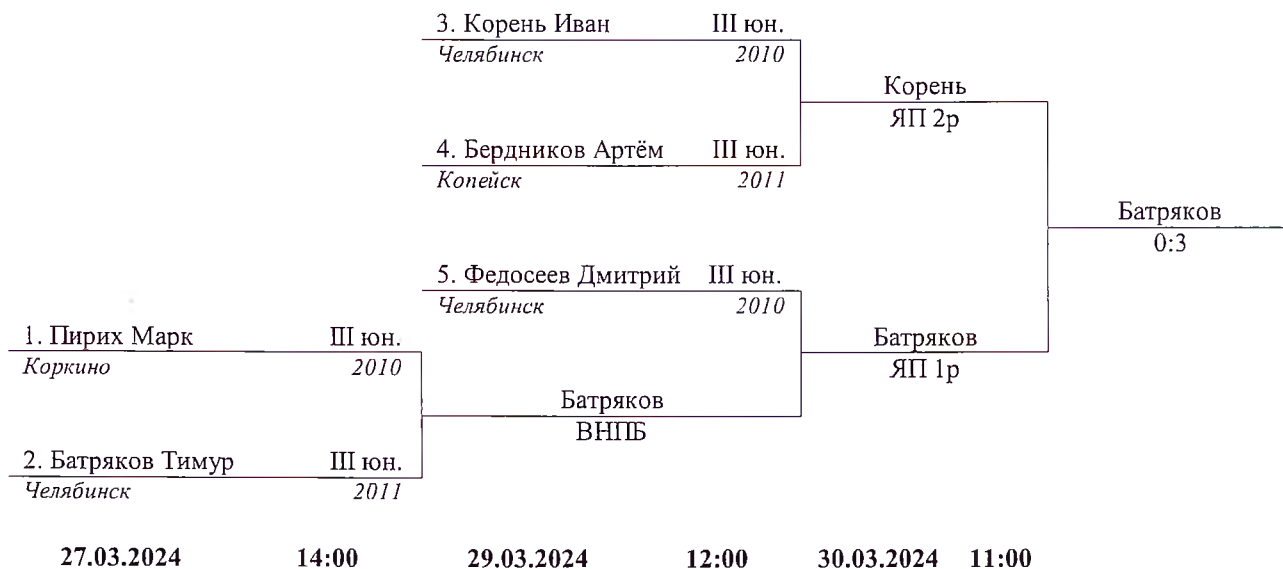 3. Корень Иван III юн.
Челябинск 2010
Корень
ЯП 2р
4. Бердников Артём III юн.
Копейск 2011
Батряков
0:3
5. Федосеев Дмитрий III юн.
Челябинск 2010
1. Пирих Марк III юн.
Коркино 2010
Батряков
ЯП 1р
Батряков
ВНПБ
2. Батряков Тимур III юн.
Челябинск 2011
27.03.2024 14:00 29.03.2024 12:00 30.03.2024 11:00